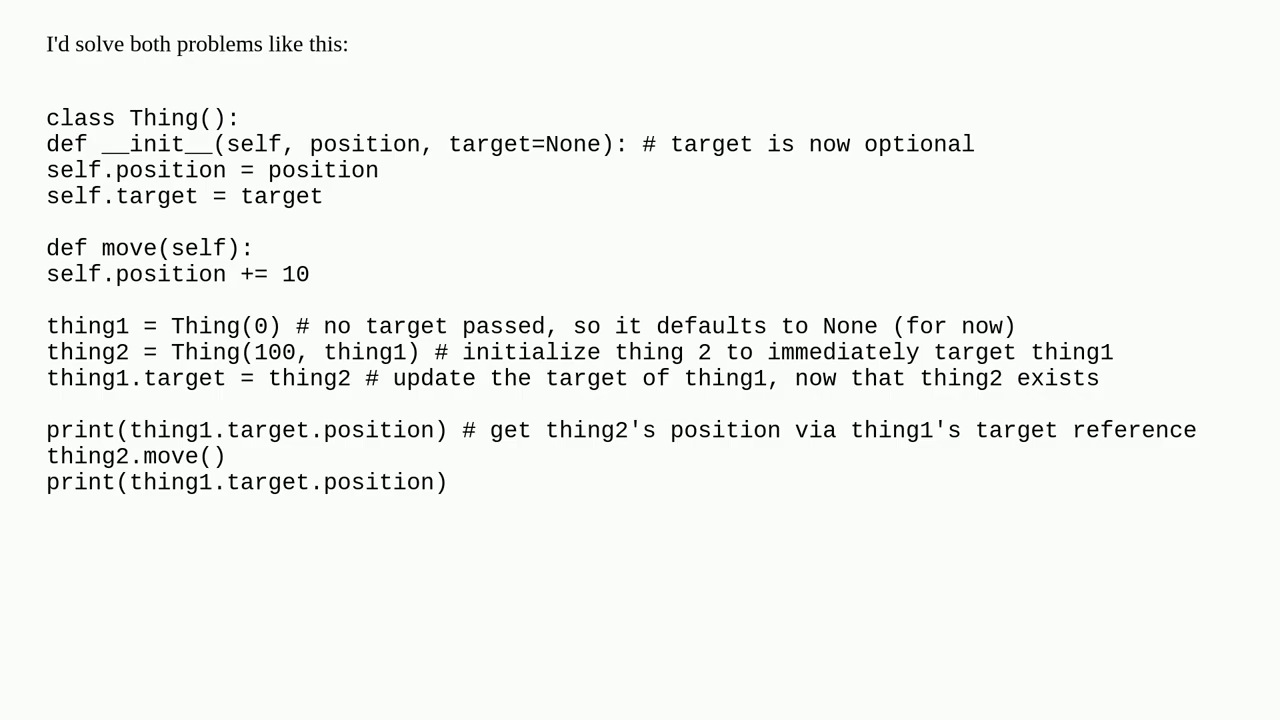 I'd solve both problems like this:
class Thing():
def __init__(self, position, target=None): # target is now optional
self.position = position
self.target = target
def move(self):
self.position += 10
thing1 = Thing(0) # no target passed, so it defaults to None (for now)
thing2 = Thing(100, thing1) # initialize thing 2 to immediately target thing1
thing1.target = thing2 # update the target of thing1, now that thing2 exists
print(thing1.target.position) # get thing2's position via thing1's target reference
thing2.move()
print(thing1.target.position)